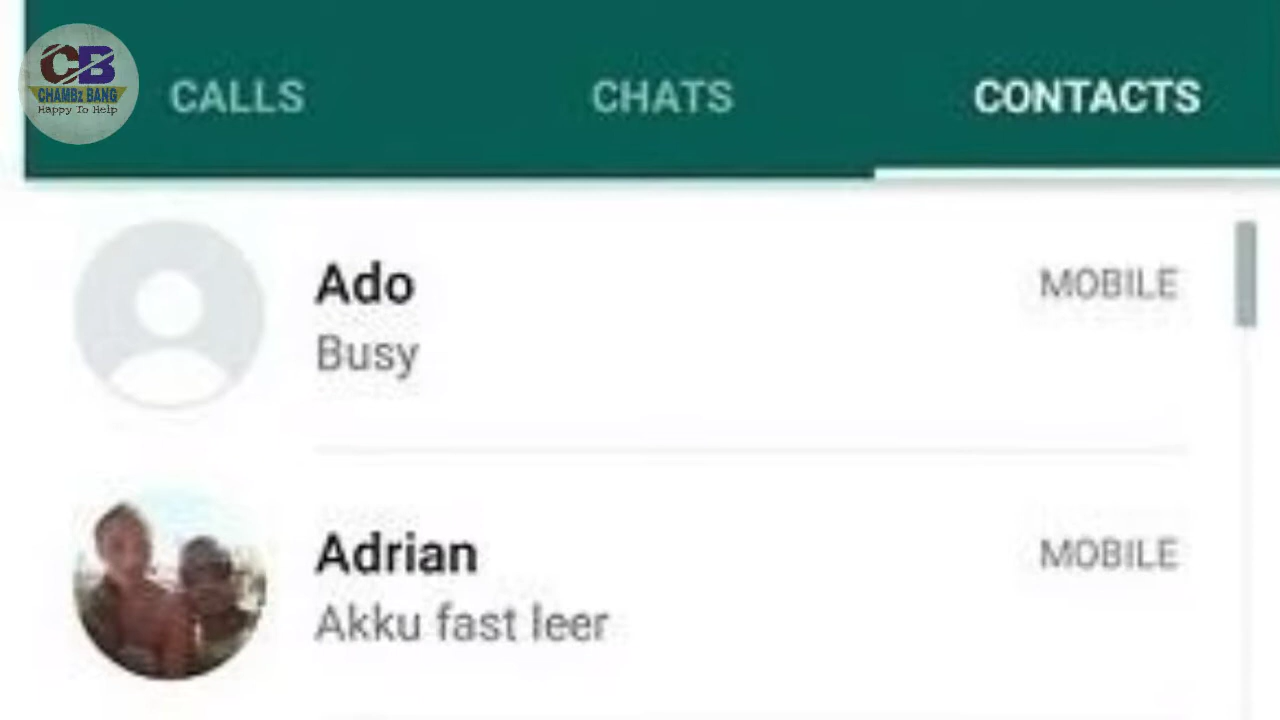 CB
CHAMBz BANG
Happy To Help
CALLS CHATS CONTACTS
Ado MOBILE
Busy
Adrian MOBILE
Akku fast leer